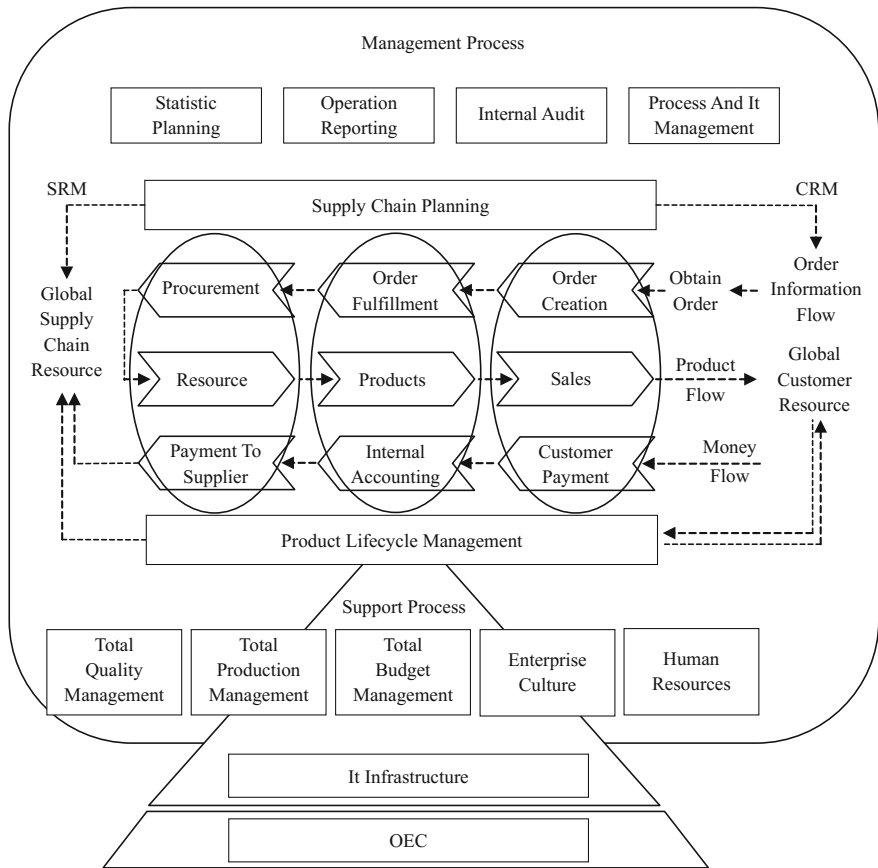 Management Process
Statistic
Planning
Operation
Reporting
Internal Audit
Process And It
Management
SRM
CRM
Supply Chain Planning
Global
Supply
Chain
Resource
Procurement
Order
Fulfillment
Order
Creation
Obtain
Order
Order
Information
Flow
Resource
Products
Sales
Product
Flow
Global
Customer
Resource
Payment To
Supplier
Internal
Accounting
Customer
Payment
Money
Flow
Product Lifecycle Management
Support Process
Total
Quality
Management
Total
Production
Management
Total
Budget
Management
Enterprise
Culture
Human
Resources
It Infrastructure
OEC